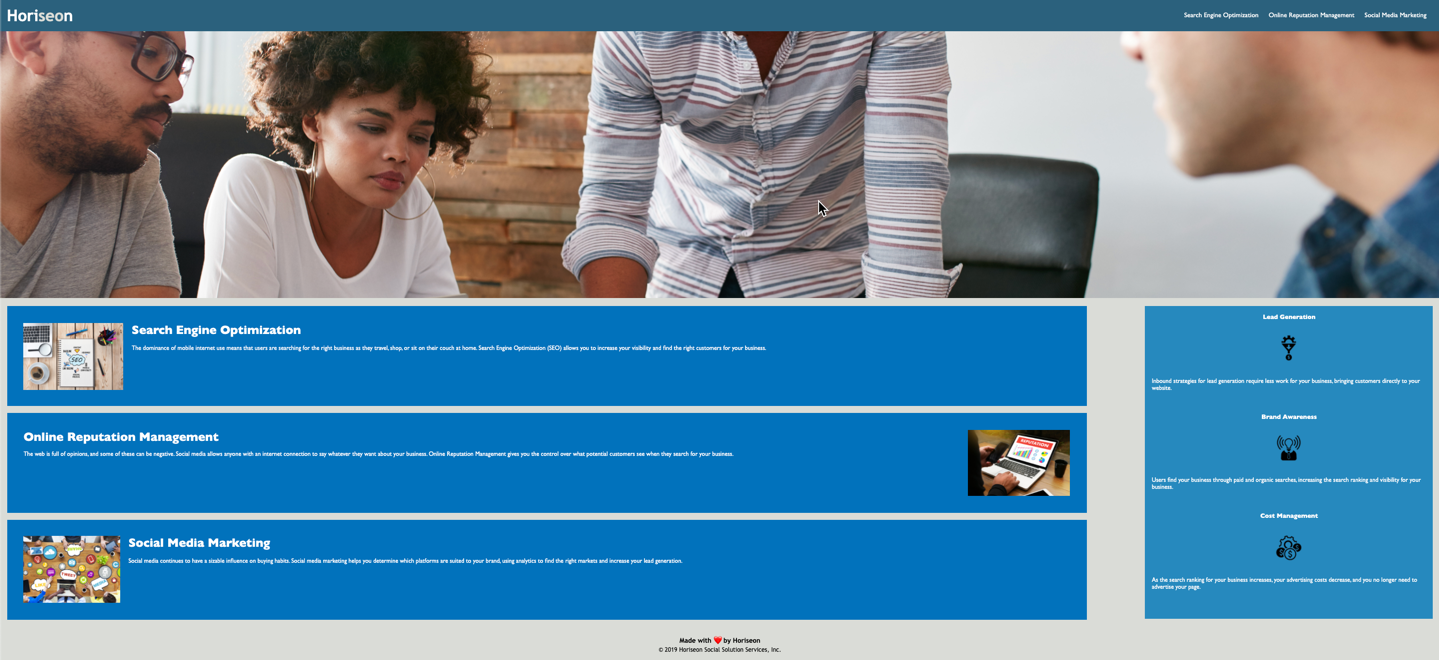 Horiseon
Search Engine Optimization
Online Reputation Management
Social Media Marketing
Search Engine Optimization
The dominance of mobile internet use means that users are searching for the right business as they travel, shop, or sit on their couch at home. Search Engine Optimization (SEO) allows you to increase your visibility and find the right customers for your business.
SEO
Online Reputation Management
The web is full of opinions, and some of these can be negative. Social media allows anyone with an internet connection to say whatever they want about your business. Online Reputation Management gives you the control over what potential customers see when they search for your business.
REPUTATION
Social Media Marketing
Social media continues to have a sizable influence on buying habits. Social media marketing helps you determine which platforms are suited to your brand, using analytics to find the right markets and increase your lead generation.
TWEET
Lead Generation
Inbound strategies for lead generation require less work for your business, bringing customers directly to your
website.
Brand Awareness
Users find your business through paid and organic searches, increasing the search ranking and visibility for your
business.
Cost Management
As the search ranking for your business increases, your advertising costs decrease, and you no longer need to
advertise your page.
Made with ❤️ by Horiseon
© 2019 Horiseon Social Solution Services, Inc.